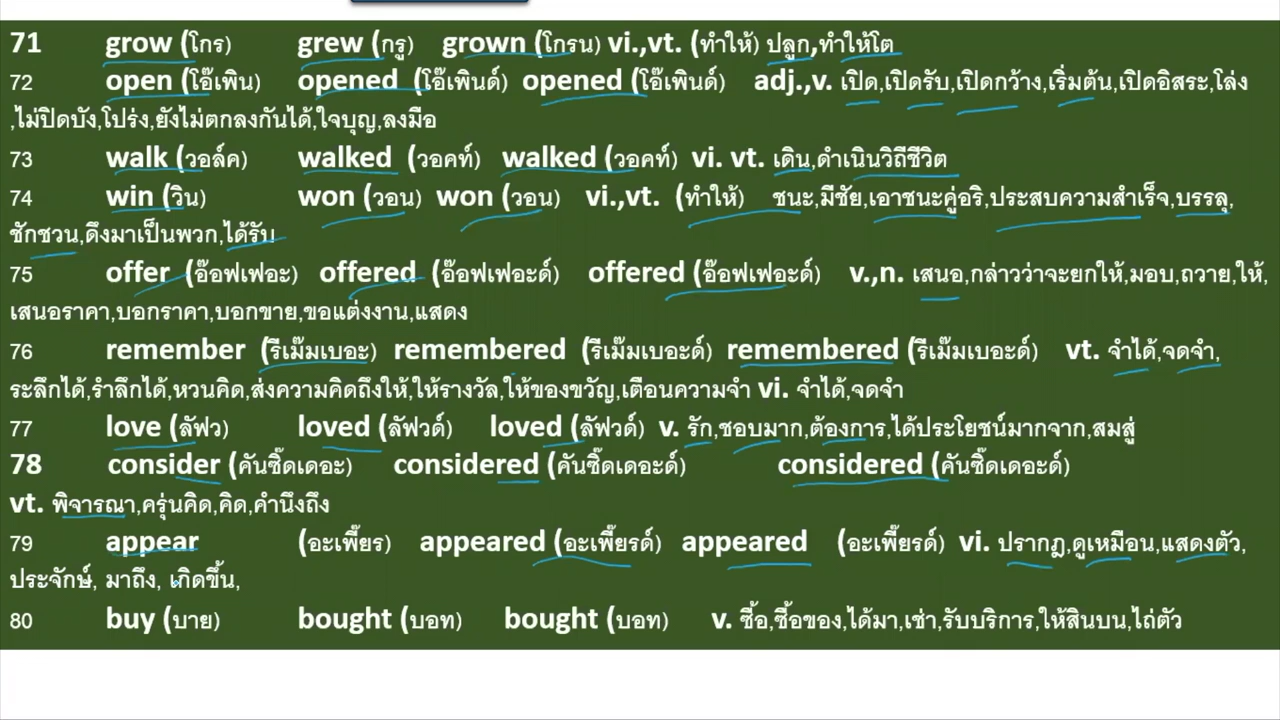 71 grow (โกร) grew (กรู) grown (โกรน) vi.,vt. (ทำให้) ปลูก,ทำให้โต
72 open (โอ๊เพิน) opened (โอ๊เพินด์) opened (โอ๊เพินด์) adj.,v. เปิด,เปิดรับ,เปิดกว้าง,เริ่มต้น,เปิดอิสระ,โล่ง
,ไม่ปิดบัง,โปร่ง,ยังไม่ตกลงกันได้,ใจบุญ,ลงมือ
73 walk (วอล์ค) walked (วอคท์) walked (วอคท์) vi. vt. เดิน,ดำเนินวิถีชีวิต
74 win (วิน) won (วอน) won (วอน) vi.,vt. (ทำให้) ชนะ,มีชัย,เอาชนะคู่อริ,ประสบความสำเร็จ,บรรลุ,
ชักชวน,ดึงมาเป็นพวก,ได้รับ
75 offer (อ๊อฟเฟอะ) offered (อ๊อฟเฟอะด์) offered (อ๊อฟเฟอะด์) v.,n. เสนอ,กล่าวว่าจะยกให้,มอบ,ถวาย,ให้,
เสนอราคา,บอกราคา,บอกขาย,ขอแต่งงาน,แสดง
76 remember (รีเม๊มเบอะ) remembered (รีเม๊มเบอะด์) remembered (รีเม๊มเบอะด์) vt. จำได้,จดจำ,
ระลึกได้,รำลึกได้,หวนคิด,ส่งความคิดถึงให้,ให้รางวัล,ให้ของขวัญ,เตือนความจำ vi. จำได้,จดจำ
77 love (ลัฟว) loved (ลัฟวด์) loved (ลัฟวด์) v. รัก,ชอบมาก,ต้องการ,ได้ประโยชน์มากจาก,สมสู่
78 consider (คันซิ๊ดเดอะ) considered (คันซิ๊ดเดอะด์) considered (คันซิ๊ดเดอะด์)
vt. พิจารณา,ครุ่นคิด,คิด,คำนึงถึง
79 appear (อะเพี๊ยร) appeared (อะเพี๊ยรด์) appeared (อะเพี๊ยรด์) vi. ปรากฏ,ดูเหมือน,แสดงตัว,
ประจักษ์, มาถึง, เกิดขึ้น,
80 buy (บาย) bought (บอท) bought (บอท) v. ซื้อ,ซื้อของ,ได้มา,เช่า,รับบริการ,ให้สินบน,ไถ่ตัว